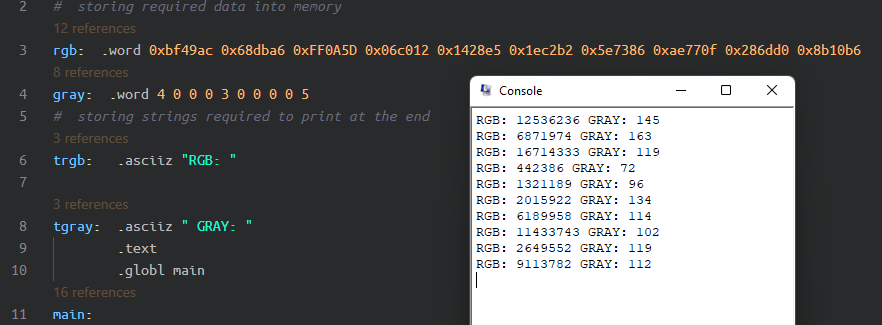 2 # storing required data into memory
12 references
3 rgb: .word 0xbf49ac 0x68dba6 0xFF0A5D 0x06c012 0x1428e5 0x1ec2b2 0x5e7386 0xae770f 0x286dd0 0x8b10b6
8 references
4 gray: .word 4 0 0 0 3 0 0 0 0 5
5 # storing strings required to print at the end
3 references
6 trgb: .asciiz "RGB: "
7
3 references
8 tgray: .asciiz " GRAY: "
9 .text
10 .globl main
16 references
11 main:
Console
RGB: 12536236 GRAY: 145
RGB: 6871974 GRAY: 163
RGB: 16714333 GRAY: 119
RGB: 442386 GRAY: 72
RGB: 1321189 GRAY: 96
RGB: 2015922 GRAY: 134
RGB: 6189958 GRAY: 114
RGB: 11433743 GRAY: 102
RGB: 2649552 GRAY: 119
RGB: 9113782 GRAY: 112